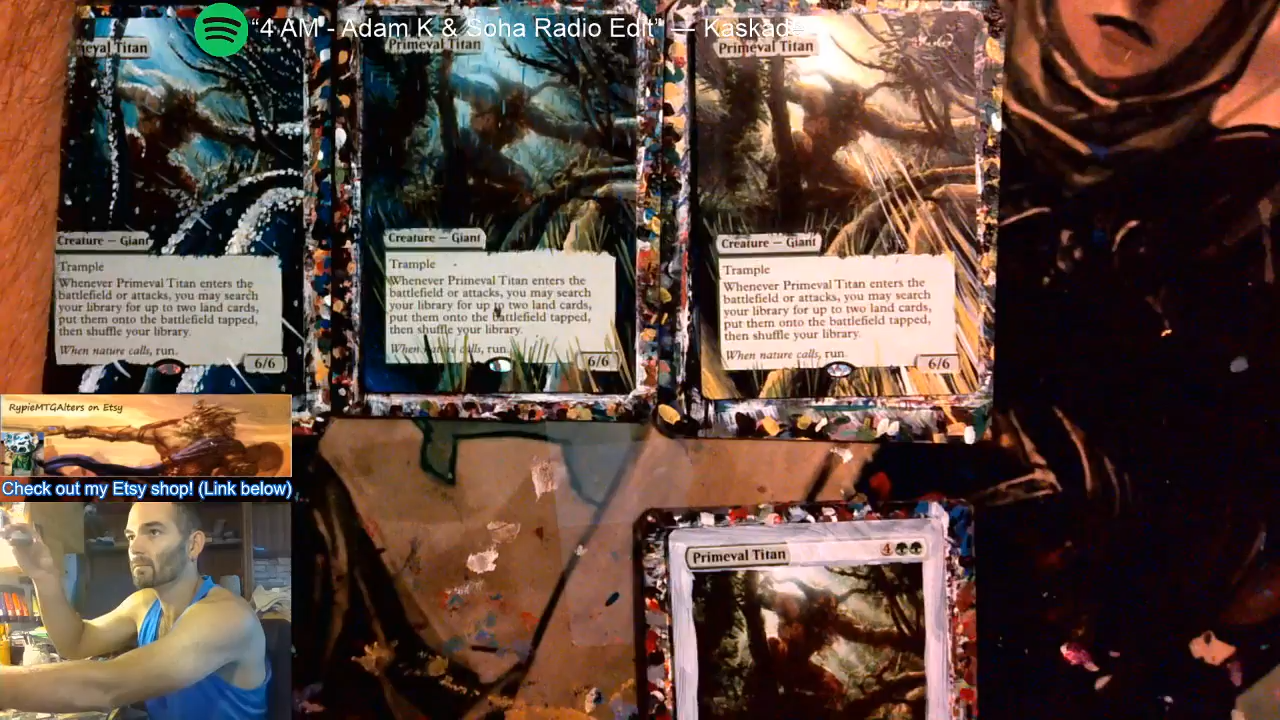 “4 AM - Adam K & Soha Radio Edit” — Kaskade
meval Titan
Creature — Giant
Trample
Whenever Primeval Titan enters the
battlefield or attacks, you may search
your library for up to two land cards,
put them onto the battlefield tapped,
then shuffle your library.
When nature calls, run.
6/6
Primeval Titan
Creature — Giant
Trample
Whenever Primeval Titan enters the
battlefield or attacks, you may search
your library for up to two land cards,
put them onto the battlefield tapped,
then shuffle your library.
When nature calls, run.
6/6
Primeval Titan
Creature — Giant
Trample
Whenever Primeval Titan enters the
battlefield or attacks, you may search
your library for up to two land cards,
put them onto the battlefield tapped,
then shuffle your library.
When nature calls, run.
6/6
RypieMTGAlters on Etsy
Check out my Etsy shop! (Link below)
Primeval Titan
4